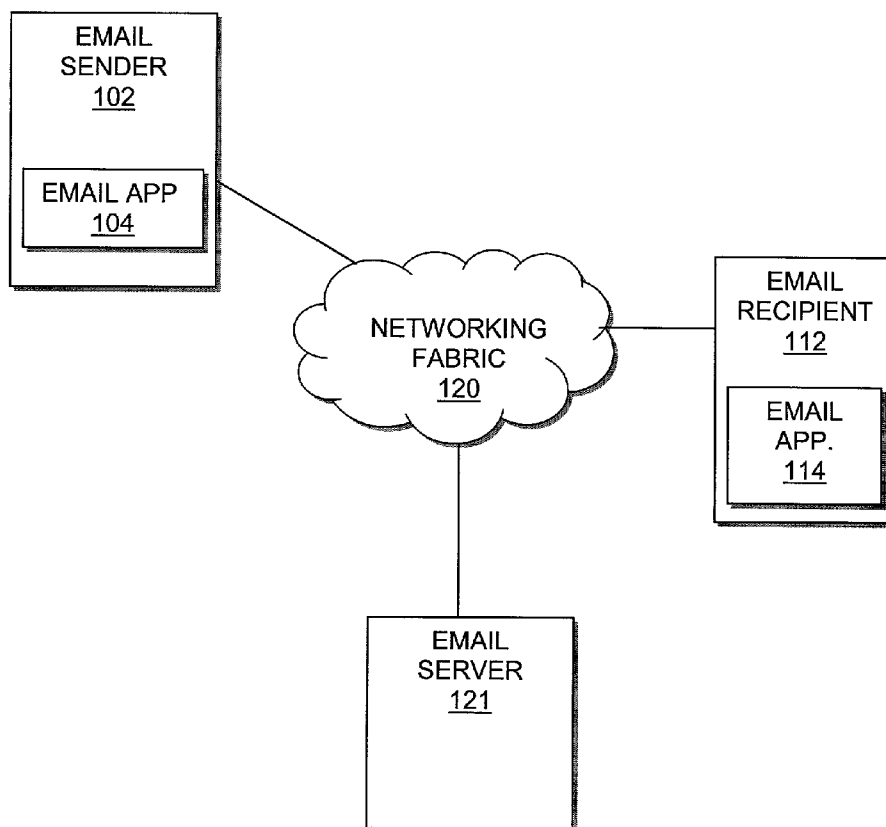 EMAIL
SENDER
102
EMAIL APP
104
NETWORKING
FABRIC
120
EMAIL
RECIPIENT
112
EMAIL
APP.
114
EMAIL
SERVER
121